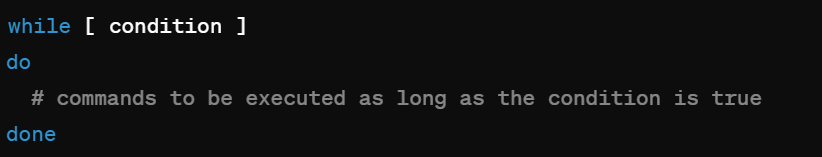 while [ condition ]
do
  # commands to be executed as long as the condition is true
done